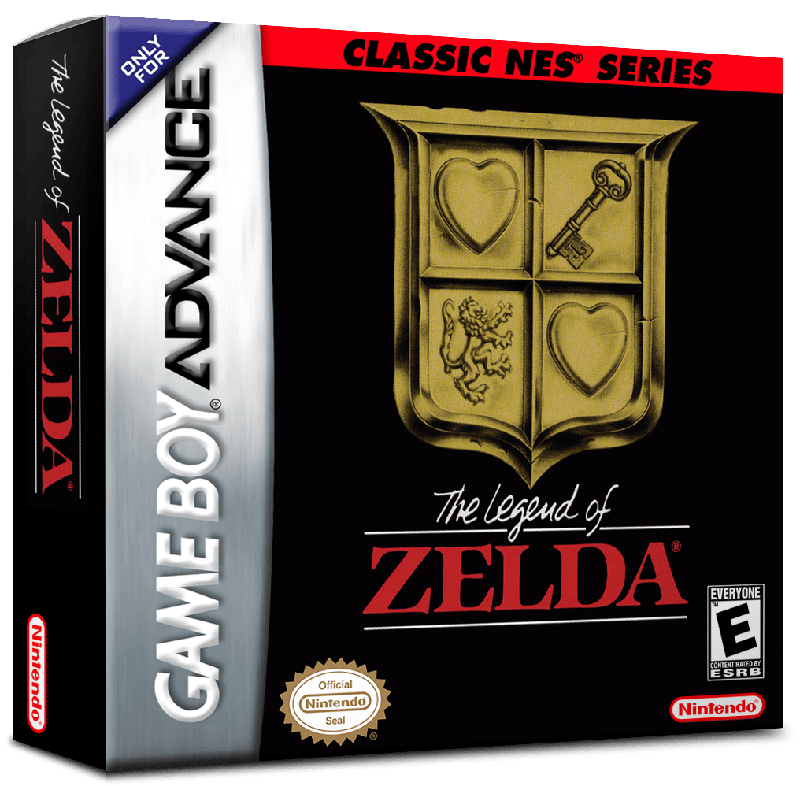 The Legend of
ZELDA®
Nintendo®
ONLY
FOR
GAME BOY® ADVANCE
CLASSIC NES® SERIES
The Legend of
ZELDA®
Official
Nintendo
Seal
®
EVERYONE
™
E
CONTENT RATED BY
ESRB
Nintendo®